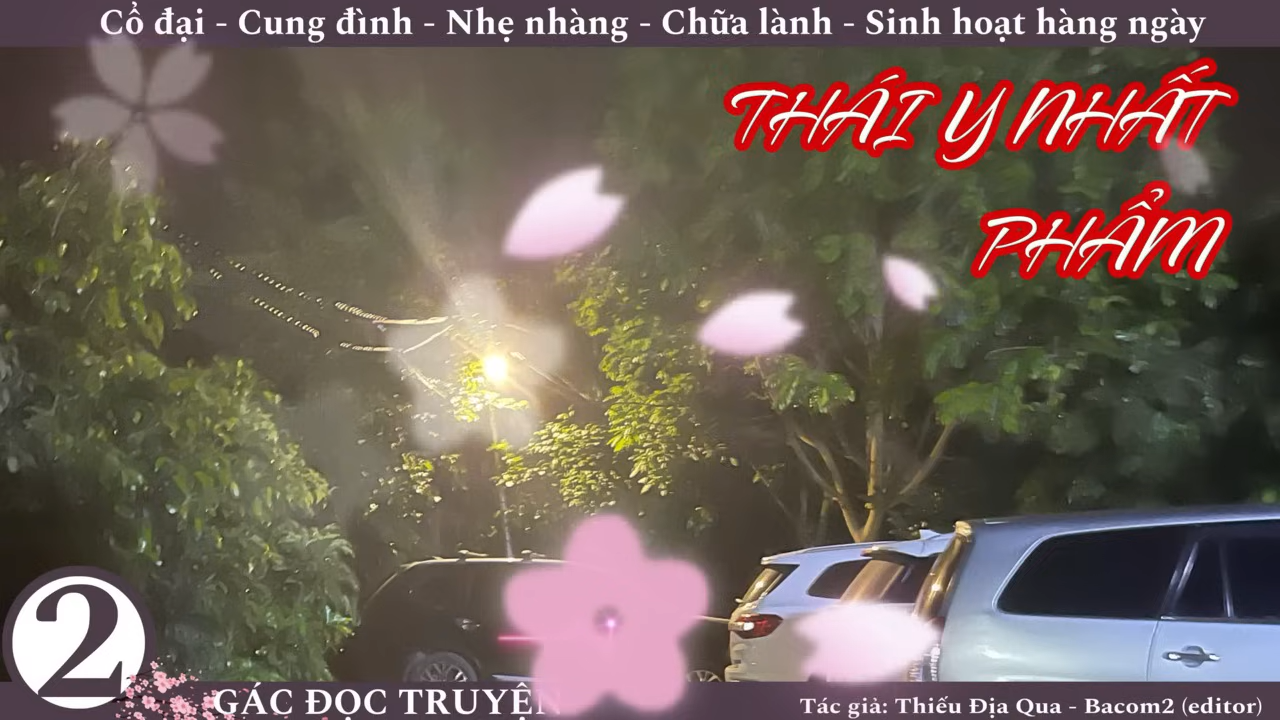 Cổ đại - Cung đình - Nhẹ nhàng - Chữa lành - Sinh hoạt hàng ngày
THÁI Y NHẤT
PHẨM
2
GÁC ĐỌC TRUYỆN
Tác giả: Thiếu Địa Qua - Bacom2 (editor)